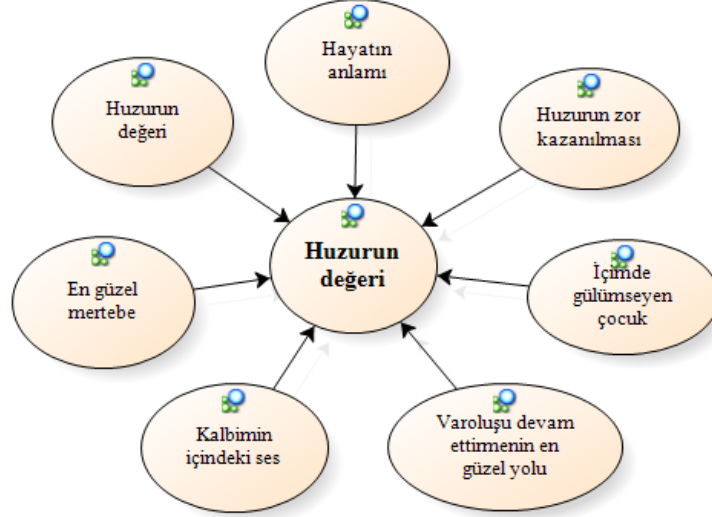 Hayatın
anlamı
Huzurun
değeri
Huzurun zor
kazanılması
Huzurun
değeri
En güzel
mertebe
İçimde
gülümseyen
çocuk
Kalbimin
içindeki ses
Varoluşu devam
ettirmenin en
güzel yolu